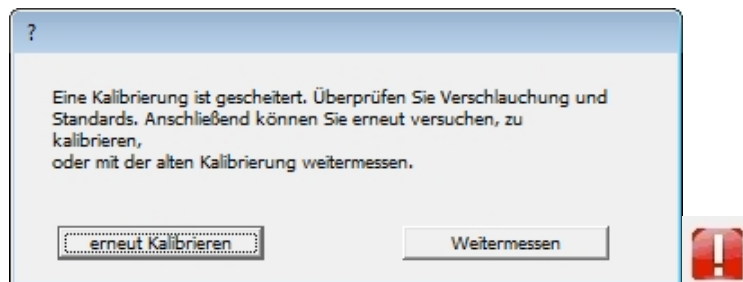 ?
Eine Kalibrierung ist gescheitert. Überprüfen Sie Verschlauchung und
Standards. Anschließend können Sie erneut versuchen, zu
kalibrieren,
oder mit der alten Kalibrierung weitermessen.
erneut Kalibrieren Weitermessen
!